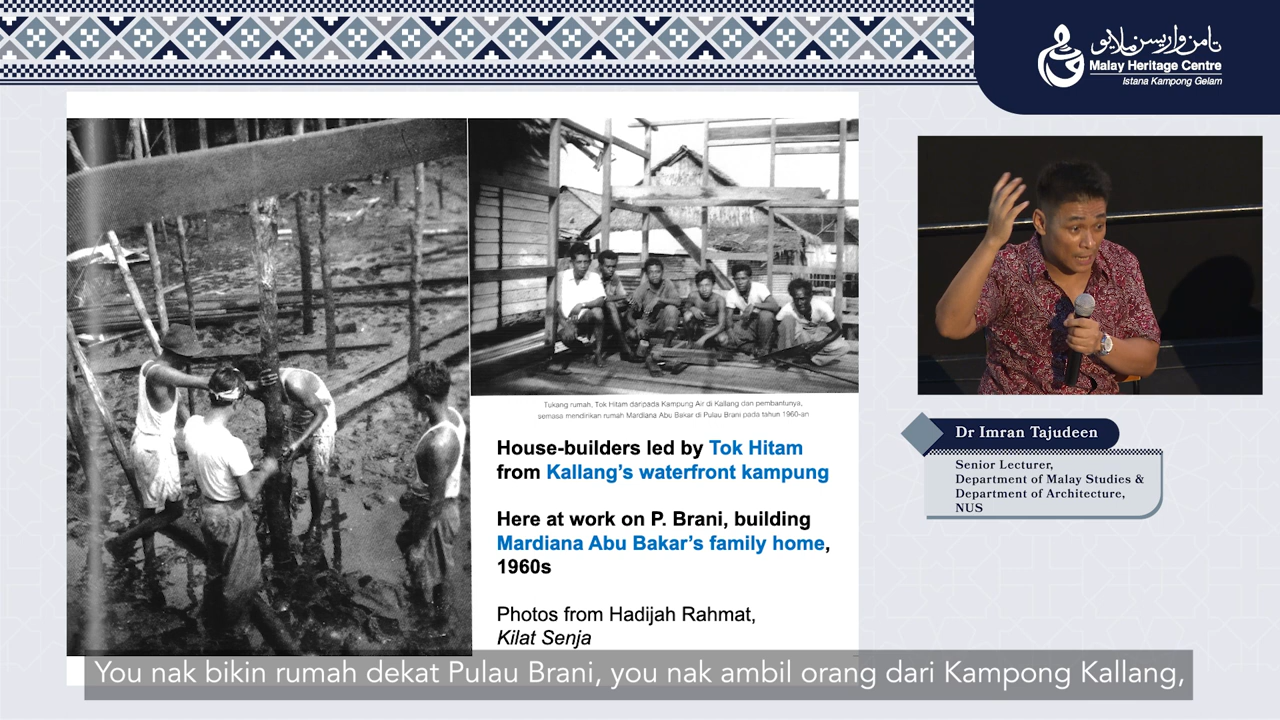 تامن واريسن ملايو
Malay Heritage Centre
Istana Kampong Gelam
Tukang rumah, Tok Hitam daripada Kampung Air di Kallang dan pembantunya,
semasa mendirikan rumah Mardiana Abu Bakar di Pulau Brani pada tahun 1960-an
House-builders led by Tok Hitam
from Kallang’s waterfront kampung
Here at work on P. Brani, building
Mardiana Abu Bakar’s family home,
1960s
Photos from Hadijah Rahmat,
Kilat Senja
Dr Imran Tajudeen
Senior Lecturer,
Department of Malay Studies &
Department of Architecture,
NUS
You nak bikin rumah dekat Pulau Brani, you nak ambil orang dari Kampong Kallang,